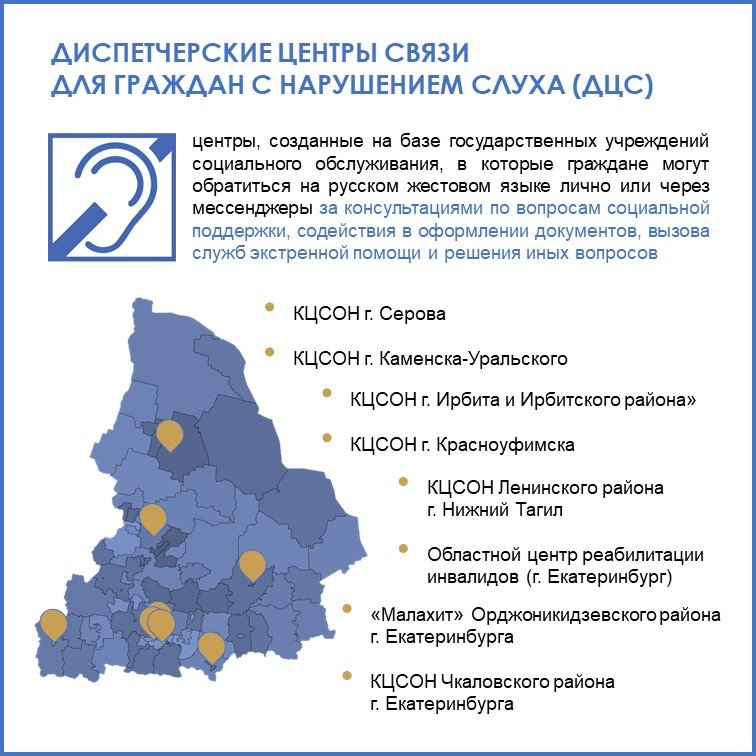 ДИСПЕТЧЕРСКИЕ ЦЕНТРЫ СВЯЗИ
ДЛЯ ГРАЖДАН С НАРУШЕНИЕМ СЛУХА (ДЦС)
центры, созданные на базе государственных учреждений
социального обслуживания, в которые граждане могут
обратиться на русском жестовом языке лично или через
мессенджеры за консультациями по вопросам социальной
поддержки, содействия в оформлении документов, вызова
служб экстренной помощи и решения иных вопросов
КЦСОН г. Серова
КЦСОН г. Каменска-Уральского
КЦСОН г. Ирбита и Ирбитского района»
КЦСОН г. Красноуфимска
КЦСОН Ленинского района
г. Нижний Тагил
Областной центр реабилитации
инвалидов (г. Екатеринбург)
«Малахит» Орджоникидзевского района
г. Екатеринбурга
КЦСОН Чкаловского района
г. Екатеринбурга